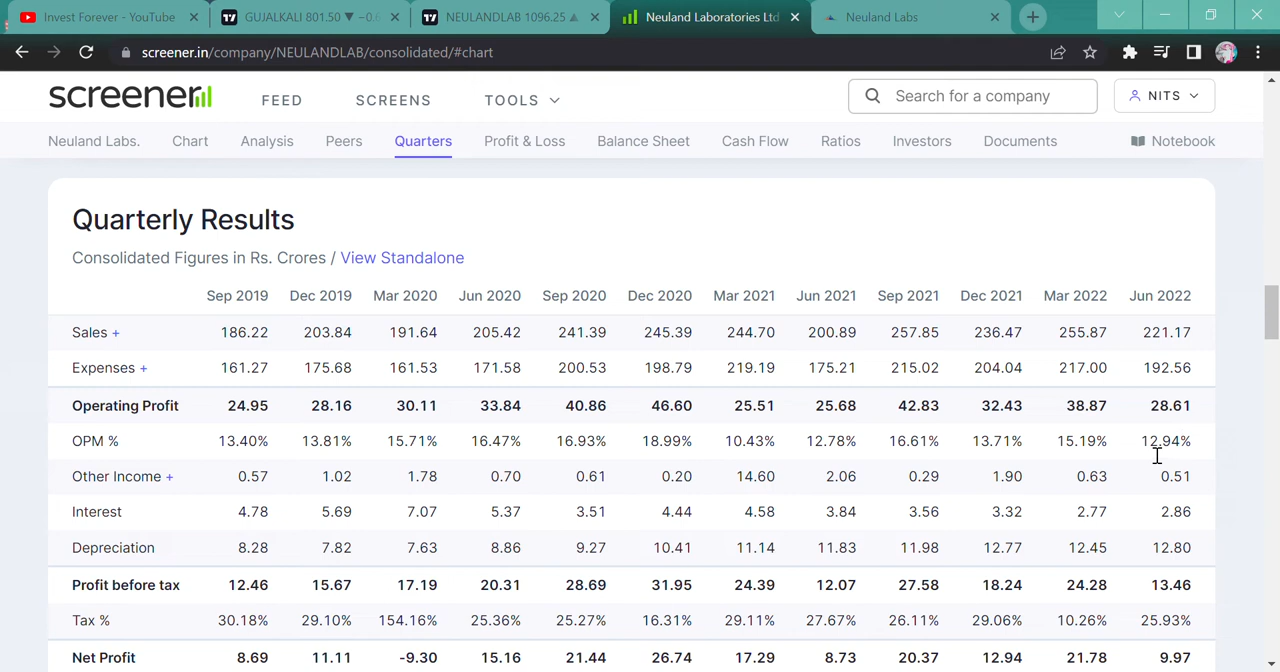 Invest Forever - YouTube
GUJALKALI 801.50 ▼ −0.6
NEULANDLAB 1096.25 ▲
Neuland Laboratories Ltd
Neuland Labs
screener.in/company/NEULANDLAB/consolidated/#chart
screener
FEED
SCREENS
TOOLS
Search for a company
NITS
Neuland Labs. Chart Analysis Peers Quarters Profit & Loss Balance Sheet Cash Flow Ratios Investors Documents Notebook
Quarterly Results
Consolidated Figures in Rs. Crores / View Standalone
Sep 2019 Dec 2019 Mar 2020 Jun 2020 Sep 2020 Dec 2020 Mar 2021 Jun 2021 Sep 2021 Dec 2021 Mar 2022 Jun 2022
Sales + 186.22 203.84 191.64 205.42 241.39 245.39 244.70 200.89 257.85 236.47 255.87 221.17
Expenses + 161.27 175.68 161.53 171.58 200.53 198.79 219.19 175.21 215.02 204.04 217.00 192.56
Operating Profit 24.95 28.16 30.11 33.84 40.86 46.60 25.51 25.68 42.83 32.43 38.87 28.61
OPM % 13.40% 13.81% 15.71% 16.47% 16.93% 18.99% 10.43% 12.78% 16.61% 13.71% 15.19% 12.94%
Other Income + 0.57 1.02 1.78 0.70 0.61 0.20 14.60 2.06 0.29 1.90 0.63 0.51
Interest 4.78 5.69 7.07 5.37 3.51 4.44 4.58 3.84 3.56 3.32 2.77 2.86
Depreciation 8.28 7.82 7.63 8.86 9.27 10.41 11.14 11.83 11.98 12.77 12.45 12.80
Profit before tax 12.46 15.67 17.19 20.31 28.69 31.95 24.39 12.07 27.58 18.24 24.28 13.46
Tax % 30.18% 29.10% 154.16% 25.36% 25.27% 16.31% 29.11% 27.67% 26.11% 29.06% 10.26% 25.93%
Net Profit 8.69 11.11 -9.30 15.16 21.44 26.74 17.29 8.73 20.37 12.94 21.78 9.97